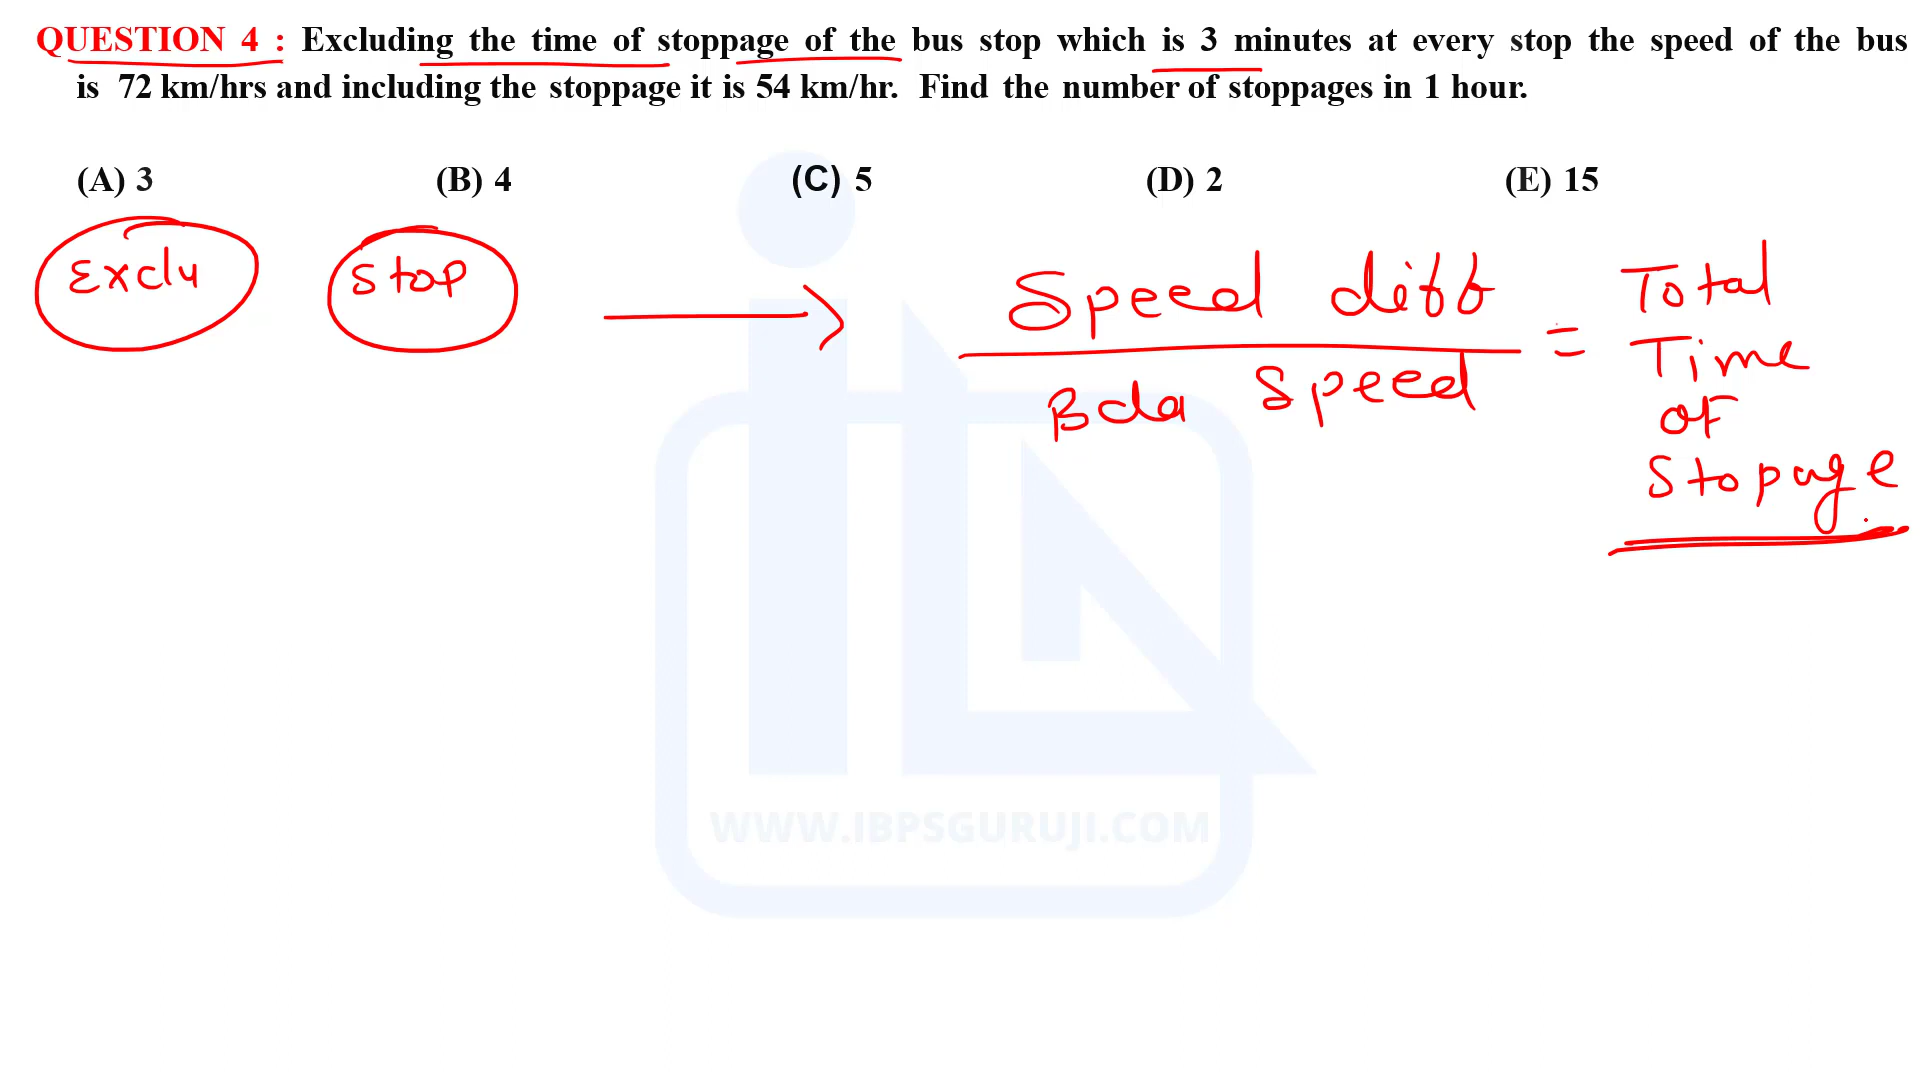 QUESTION 4 : Excluding the time of stoppage of the bus stop which is 3 minutes at every stop the speed of the bus
is 72 km/hrs and including the stoppage it is 54 km/hr. Find the number of stoppages in 1 hour.
(A) 3 (B) 4 (C) 5 (D) 2 (E) 15
Exclu Stop
Speed diff = Total
Bda Speed Time
of
Stopage
WWW.IBPSGURUJI.COM